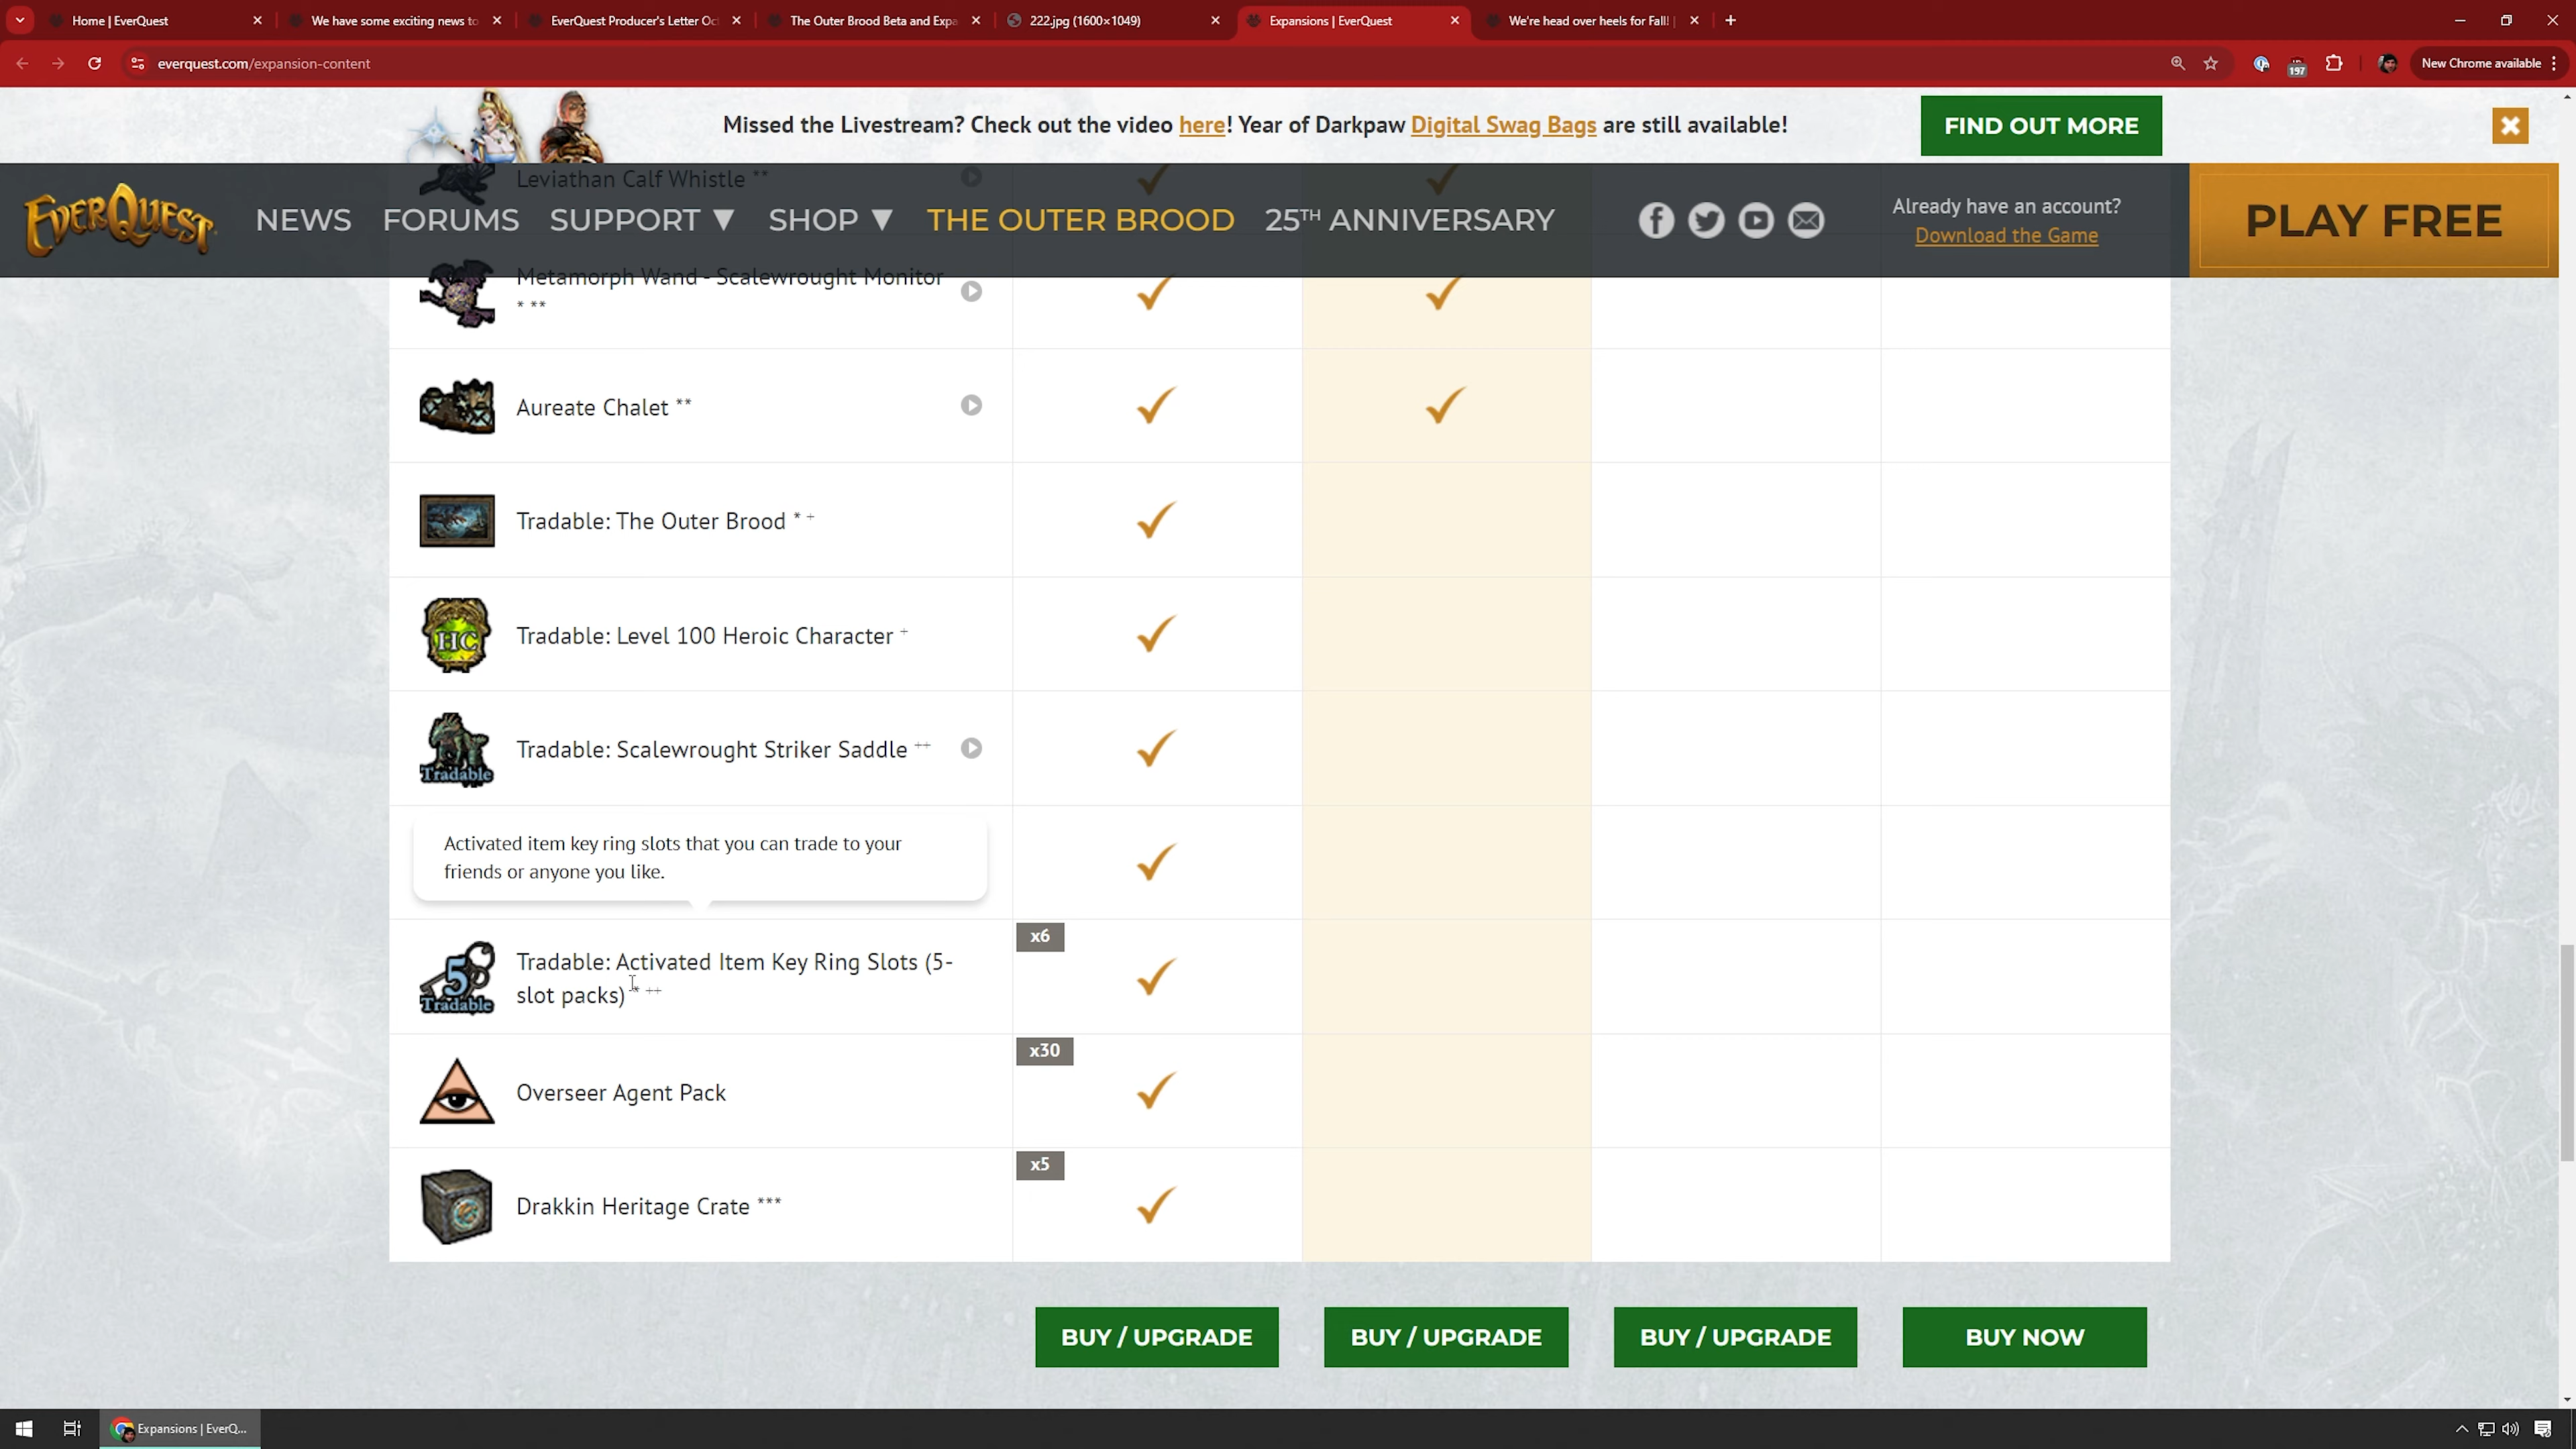 Home | EverQuest
We have some exciting news to
EverQuest Producer's Letter Oct
The Outer Brood Beta and Expa
222.jpg (1600×1049)
Expansions | EverQuest
We're head over heels for Fall! |
everquest.com/expansion-content
197
New Chrome available
Missed the Livestream? Check out the video here! Year of Darkpaw Digital Swag Bags are still available!
FIND OUT MORE
Leviathan Calf Whistle **
EVERQUEST
NEWS
FORUMS
SUPPORT ▼
SHOP ▼
THE OUTER BROOD
25TH ANNIVERSARY
Already have an account?
Download the Game
PLAY FREE
Metamorph Wand - Scalewrought Monitor
* **
Aureate Chalet **
Tradable: The Outer Brood * +
HC
Tradable: Level 100 Heroic Character +
Tradable
Tradable: Scalewrought Striker Saddle ++
Activated item key ring slots that you can trade to your
friends or anyone you like.
x6
5
Tradable
Tradable: Activated Item Key Ring Slots (5-
slot packs) * ++
x30
Overseer Agent Pack
x5
Drakkin Heritage Crate ***
BUY / UPGRADE
BUY / UPGRADE
BUY / UPGRADE
BUY NOW
Expansions | EverQ...